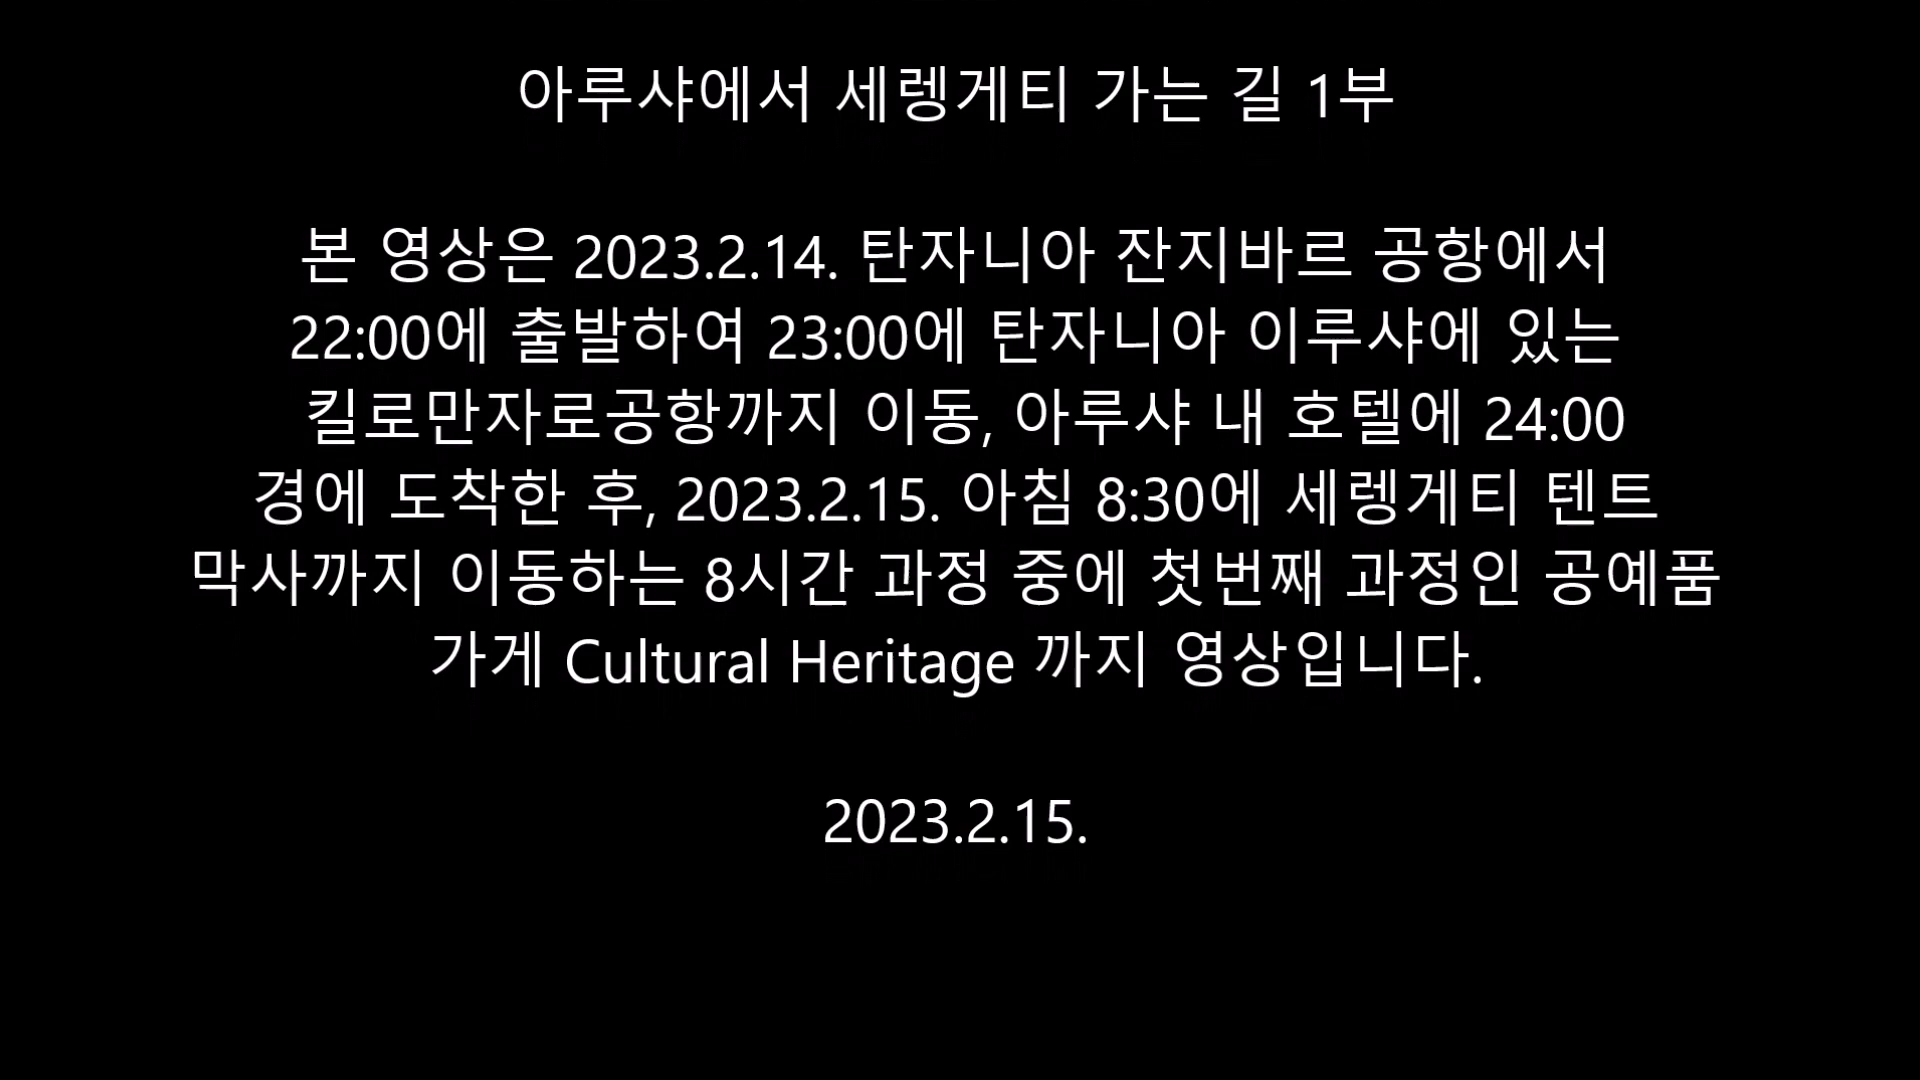 아루샤에서 세렝게티 가는 길 1부
본 영상은 2023.2.14. 탄자니아 잔지바르 공항에서
22:00에 출발하여 23:00에 탄자니아 이루샤에 있는
킬로만자로공항까지 이동, 아루샤 내 호텔에 24:00
경에 도착한 후, 2023.2.15. 아침 8:30에 세렝게티 텐트
막사까지 이동하는 8시간 과정 중에 첫번째 과정인 공예품
가게 Cultural Heritage 까지 영상입니다.
2023.2.15.